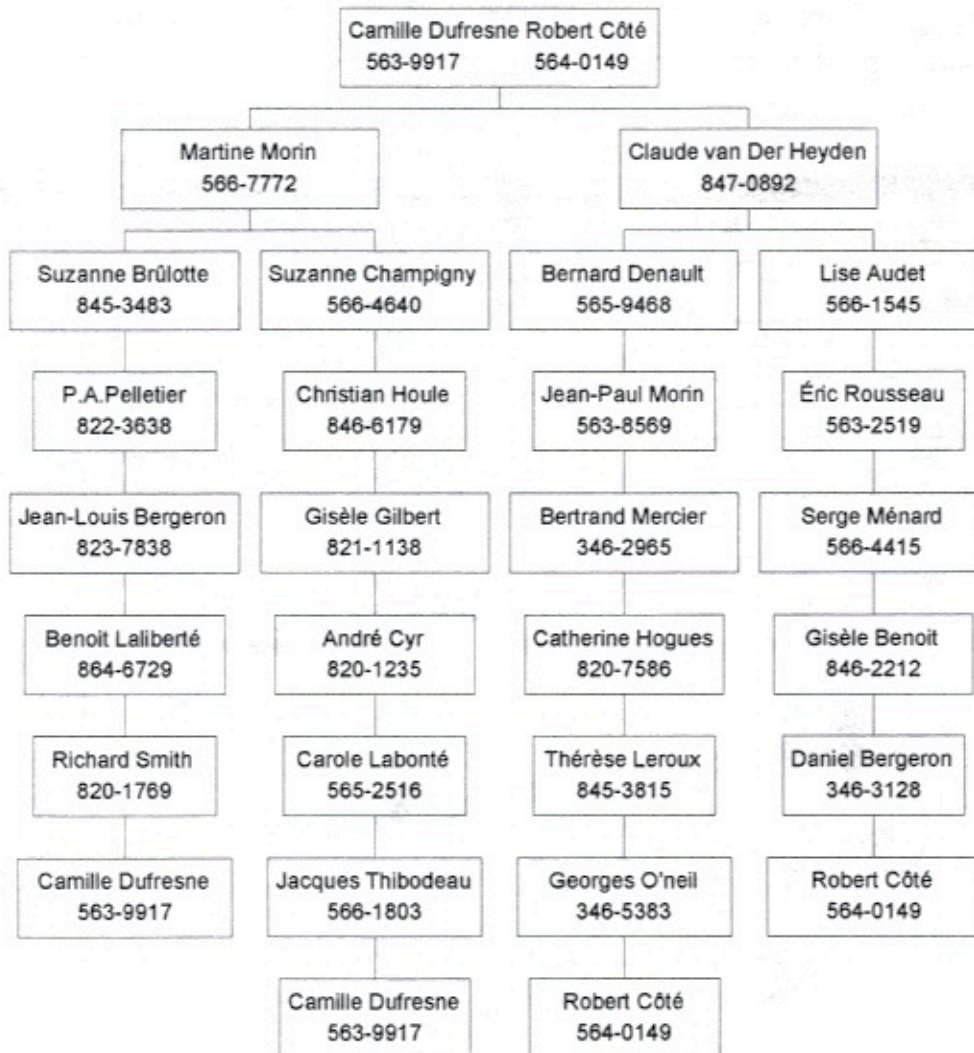 Camille Dufresne Robert Côté
563-9917 564-0149
Martine Morin
566-7772
Claude van Der Heyden
847-0892
Suzanne Brûlotte
845-3483
Suzanne Champigny
566-4640
Bernard Denault
565-9468
Lise Audet
566-1545
P.A.Pelletier
822-3638
Christian Houle
846-6179
Jean-Paul Morin
563-8569
Éric Rousseau
563-2519
Jean-Louis Bergeron
823-7838
Gisèle Gilbert
821-1138
Bertrand Mercier
346-2965
Serge Ménard
566-4415
Benoit Laliberté
864-6729
André Cyr
820-1235
Catherine Hogues
820-7586
Gisèle Benoit
846-2212
Richard Smith
820-1769
Carole Labonté
565-2516
Thérèse Leroux
845-3815
Daniel Bergeron
346-3128
Camille Dufresne
563-9917
Jacques Thibodeau
566-1803
Georges O'neil
346-5383
Robert Côté
564-0149
Camille Dufresne
563-9917
Robert Côté
564-0149